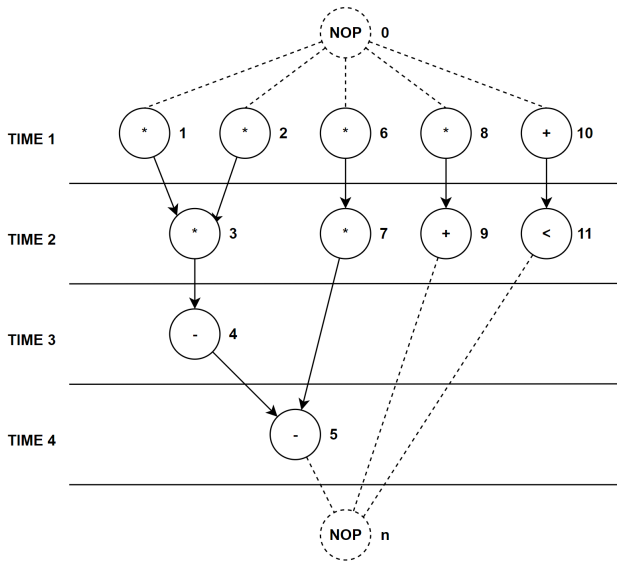 NOP 0
TIME 1 * 1 * 2 * 6 * 8 + 10
TIME 2 * 3 * 7 + 9 < 11
TIME 3 - 4
TIME 4 - 5
NOP n